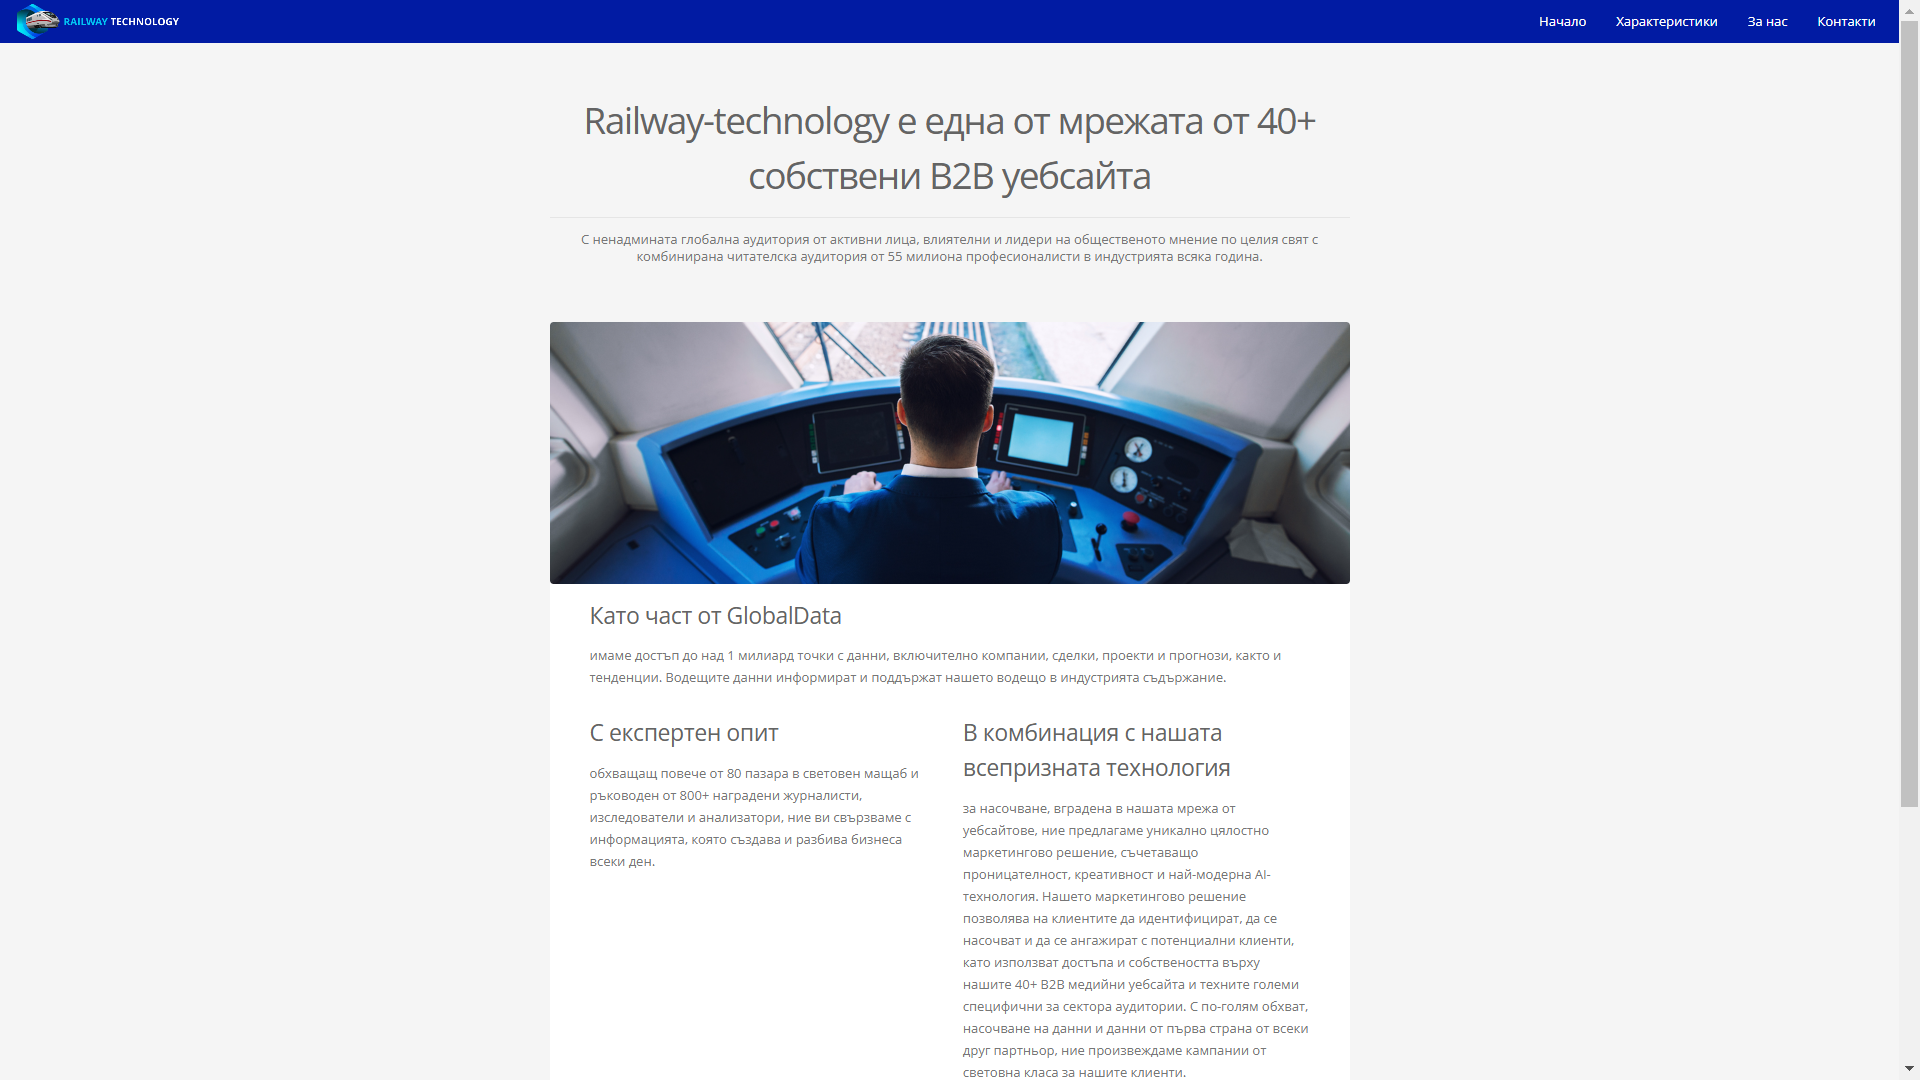 RAILWAY TECHNOLOGY
Начало Характеристики За нас Контакти
Railway-technology е една от мрежата от 40+
собствени B2B уебсайта
С ненадмината глобална аудитория от активни лица, влиятелни и лидери на общественото мнение по целия свят с
комбинирана читателска аудитория от 55 милиона професионалисти в индустрията всяка година.
Като част от GlobalData
имаме достъп до над 1 милиард точки с данни, включително компании, сделки, проекти и прогнози, както и
тенденции. Водещите данни информират и поддържат нашето водещо в индустрията съдържание.
С експертен опит
обхващащ повече от 80 пазара в световен мащаб и
ръководен от 800+ наградени журналисти,
изследователи и анализатори, ние ви свързваме с
информацията, която създава и разбива бизнеса
всеки ден.
В комбинация с нашата
всепризната технология
за насочване, вградена в нашата мрежа от
уебсайтове, ние предлагаме уникално цялостно
маркетингово решение, съчетаващо
проницателност, креативност и най-модерна AI-
технология. Нашето маркетингово решение
позволява на клиентите да идентифицират, да се
насочват и да се ангажират с потенциални клиенти,
като използват достъпа и собствеността върху
нашите 40+ B2B медийни уебсайта и техните големи
специфични за сектора аудитории. С по-голям обхват,
насочване на данни и данни от първа страна от всеки
друг партньор, ние произвеждаме кампании от
световна класа за нашите клиенти.